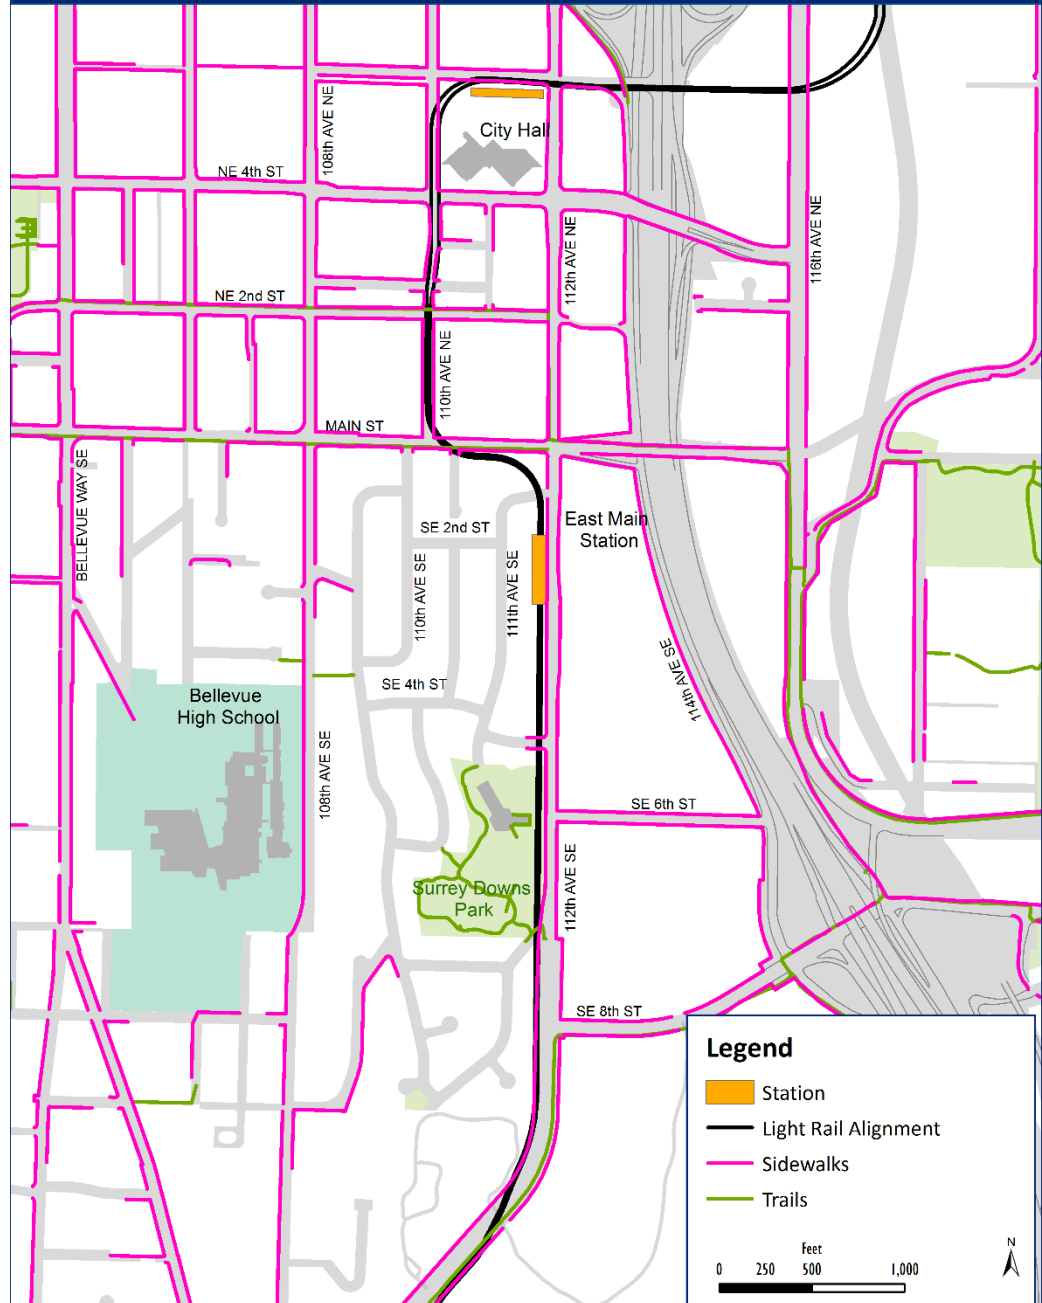 108th AVE NE
City Hall
NE 4th ST
112th AVE NE
116th AVE NE
NE 2nd ST
110th AVE NE
MAIN ST
BELLEVUE WAY SE
SE 2nd ST
East Main
Station
110th AVE SE
111th AVE SE
114th AVE SE
SE 4th ST
Bellevue
High School
108th AVE SE
SE 6th ST
112th AVE SE
Surrey Downs
Park
SE 8th ST
Legend
Station
Light Rail Alignment
Sidewalks
Trails
Feet
0 250 500 1,000
N